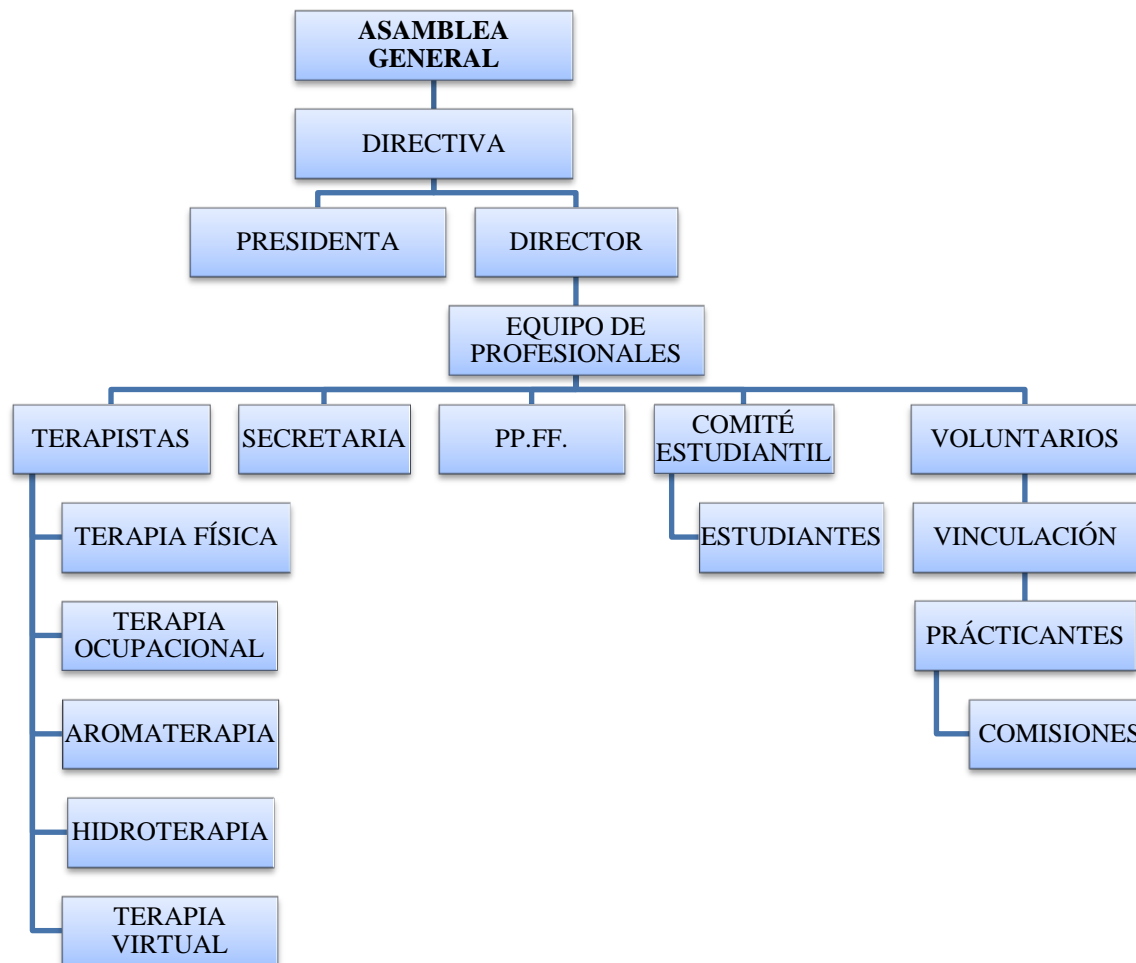 ASAMBLEA
GENERAL
DIRECTIVA
PRESIDENTA
DIRECTOR
EQUIPO DE
PROFESIONALES
TERAPISTAS
SECRETARIA
PP.FF.
COMITÉ
ESTUDIANTIL
VOLUNTARIOS
TERAPIA FÍSICA
ESTUDIANTES
VINCULACIÓN
TERAPIA
OCUPACIONAL
PRÁCTICANTES
AROMATERAPIA
COMISIONES
HIDROTERAPIA
TERAPIA
VIRTUAL